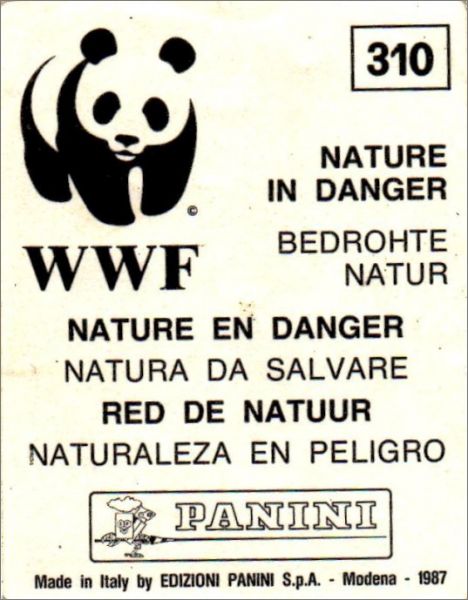 310
NATURE
IN DANGER
BEDROHTE
NATUR
©
WWF
NATURE EN DANGER
NATURA DA SALVARE
RED DE NATUUR
NATURALEZA EN PELIGRO
PANINI
Made in Italy by EDIZIONI PANINI S.p.A. - Modena - 1987